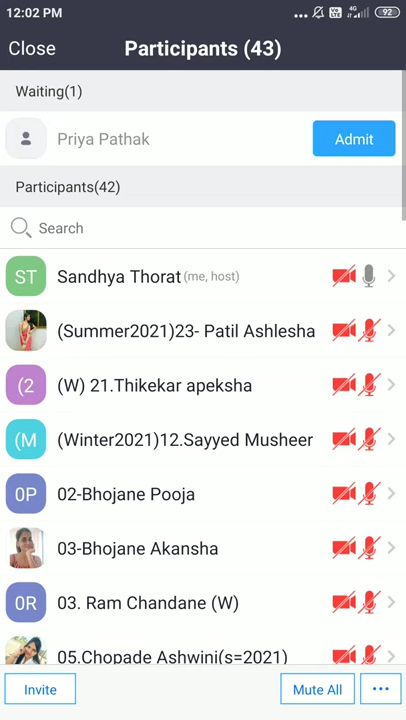 12:02 PM
4G
92
Close
Participants (43)
Waiting(1)
Priya Pathak
Admit
Participants(42)
Search
ST
Sandhya Thorat (me, host)
(Summer2021)23- Patil Ashlesha
(2
(W) 21.Thikekar apeksha
(M
(Winter2021)12.Sayyed Musheer
0P
02-Bhojane Pooja
03-Bhojane Akansha
0R
03. Ram Chandane (W)
05.Chopade Ashwini(s=2021)
Invite
Mute All